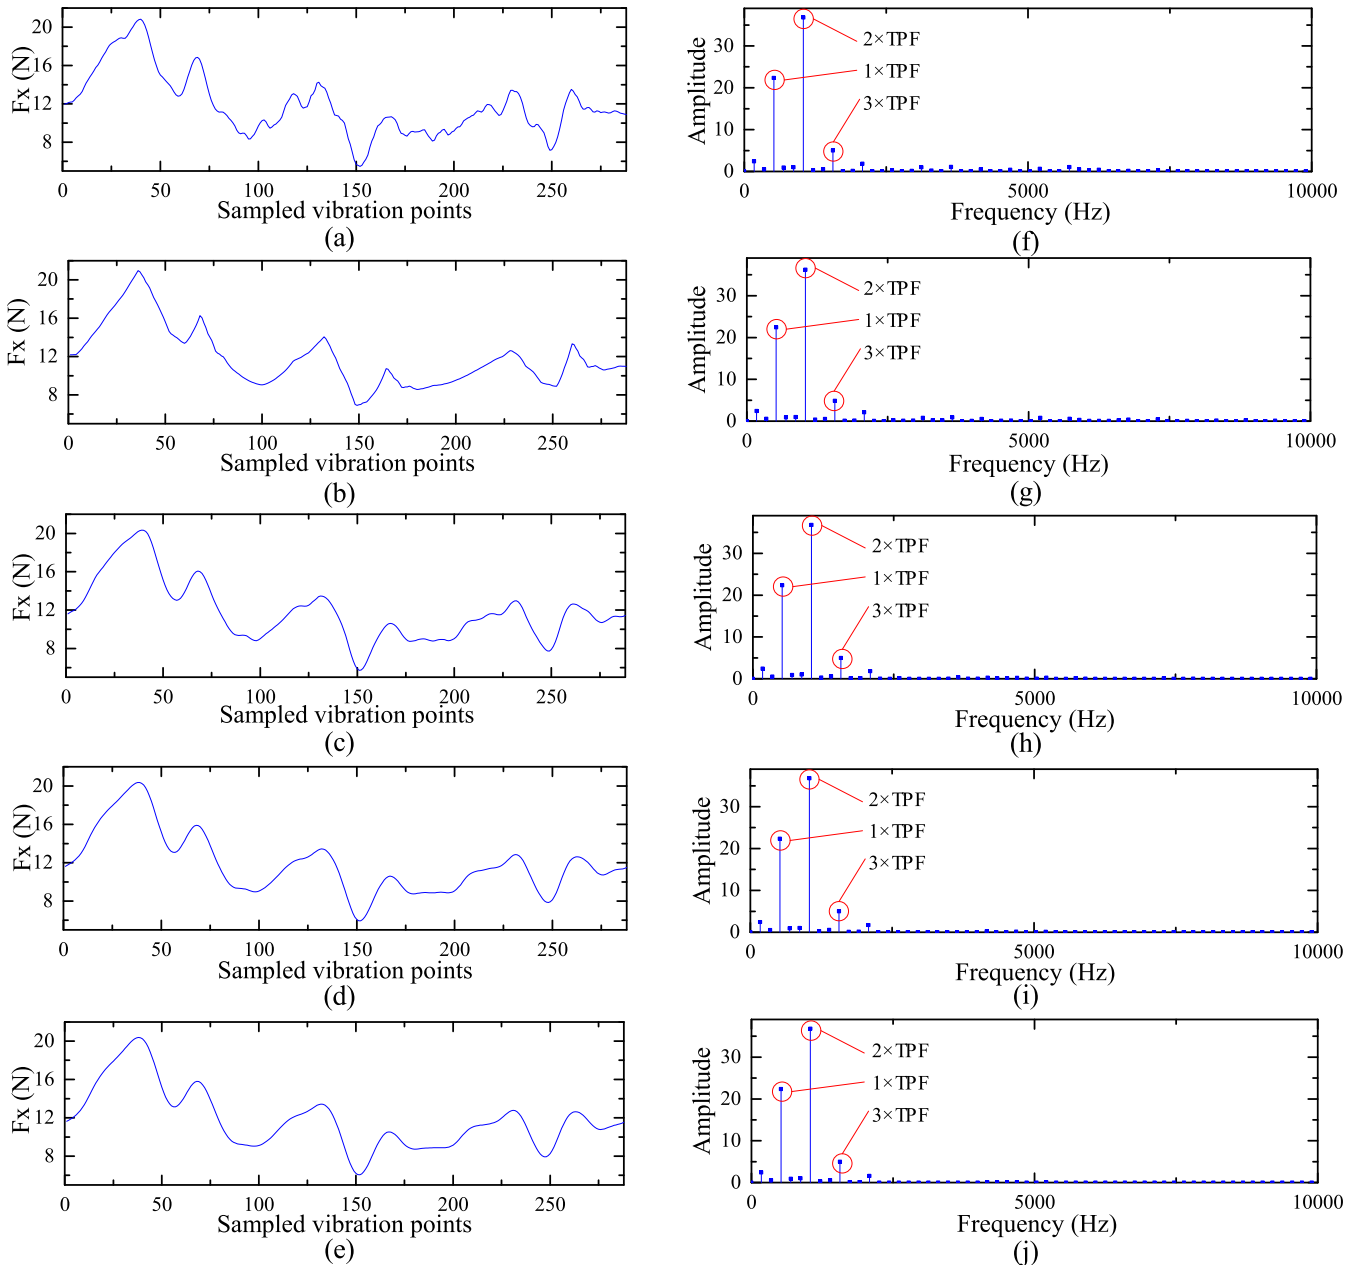 20
16
12
8
Fx (N)
0 50 100 150 200 250
Sampled vibration points
(a)
30
20
10
0
Amplitude
2×TPF
1×TPF
3×TPF
0 5000 10000
Frequency (Hz)
(f)
20
16
12
8
Fx (N)
0 50 100 150 200 250
Sampled vibration points
(b)
30
20
10
0
Amplitude
2×TPF
1×TPF
3×TPF
0 5000 10000
Frequency (Hz)
(g)
20
16
12
8
Fx (N)
0 50 100 150 200 250
Sampled vibration points
(c)
30
20
10
0
Amplitude
2×TPF
1×TPF
3×TPF
0 5000 10000
Frequency (Hz)
(h)
20
16
12
8
Fx (N)
0 50 100 150 200 250
Sampled vibration points
(d)
30
20
10
0
Amplitude
2×TPF
1×TPF
3×TPF
0 5000 10000
Frequency (Hz)
(i)
20
16
12
8
Fx (N)
0 50 100 150 200 250
Sampled vibration points
(e)
30
20
10
0
Amplitude
2×TPF
1×TPF
3×TPF
0 5000 10000
Frequency (Hz)
(j)